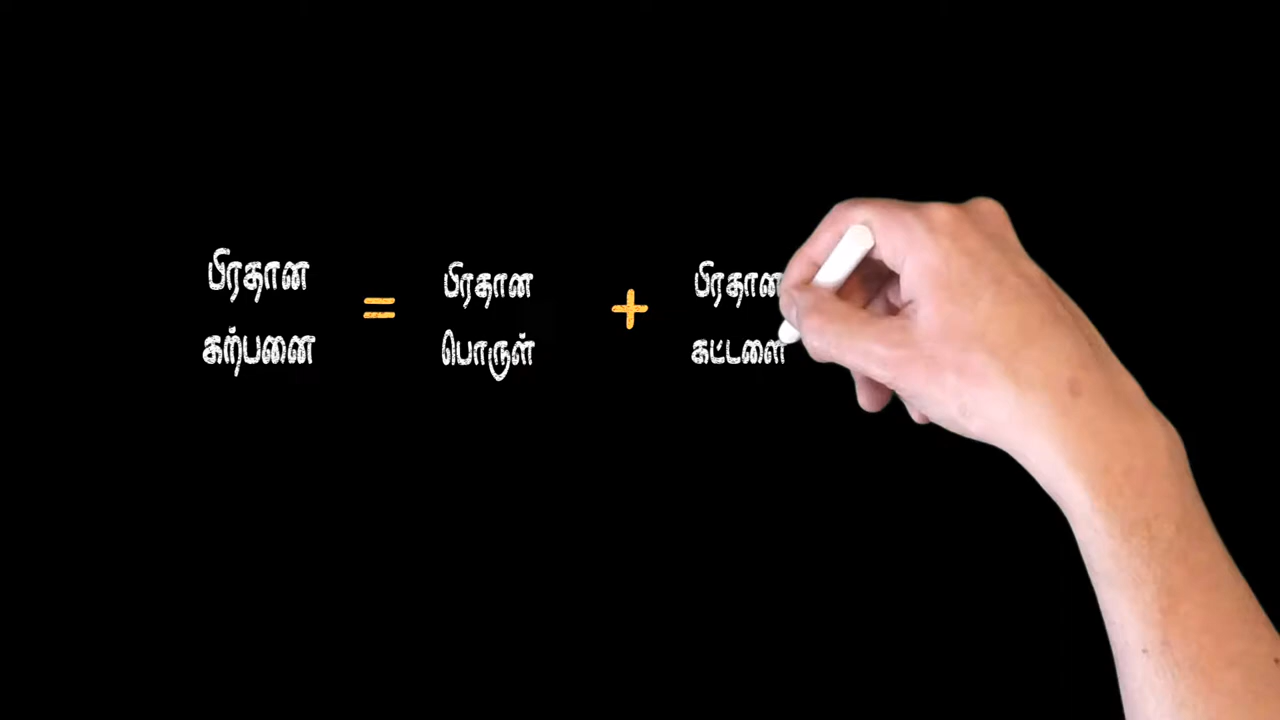 பிரதான
கற்பனை
=
பிரதான
பொருள்
+
பிரதான
கட்டளை